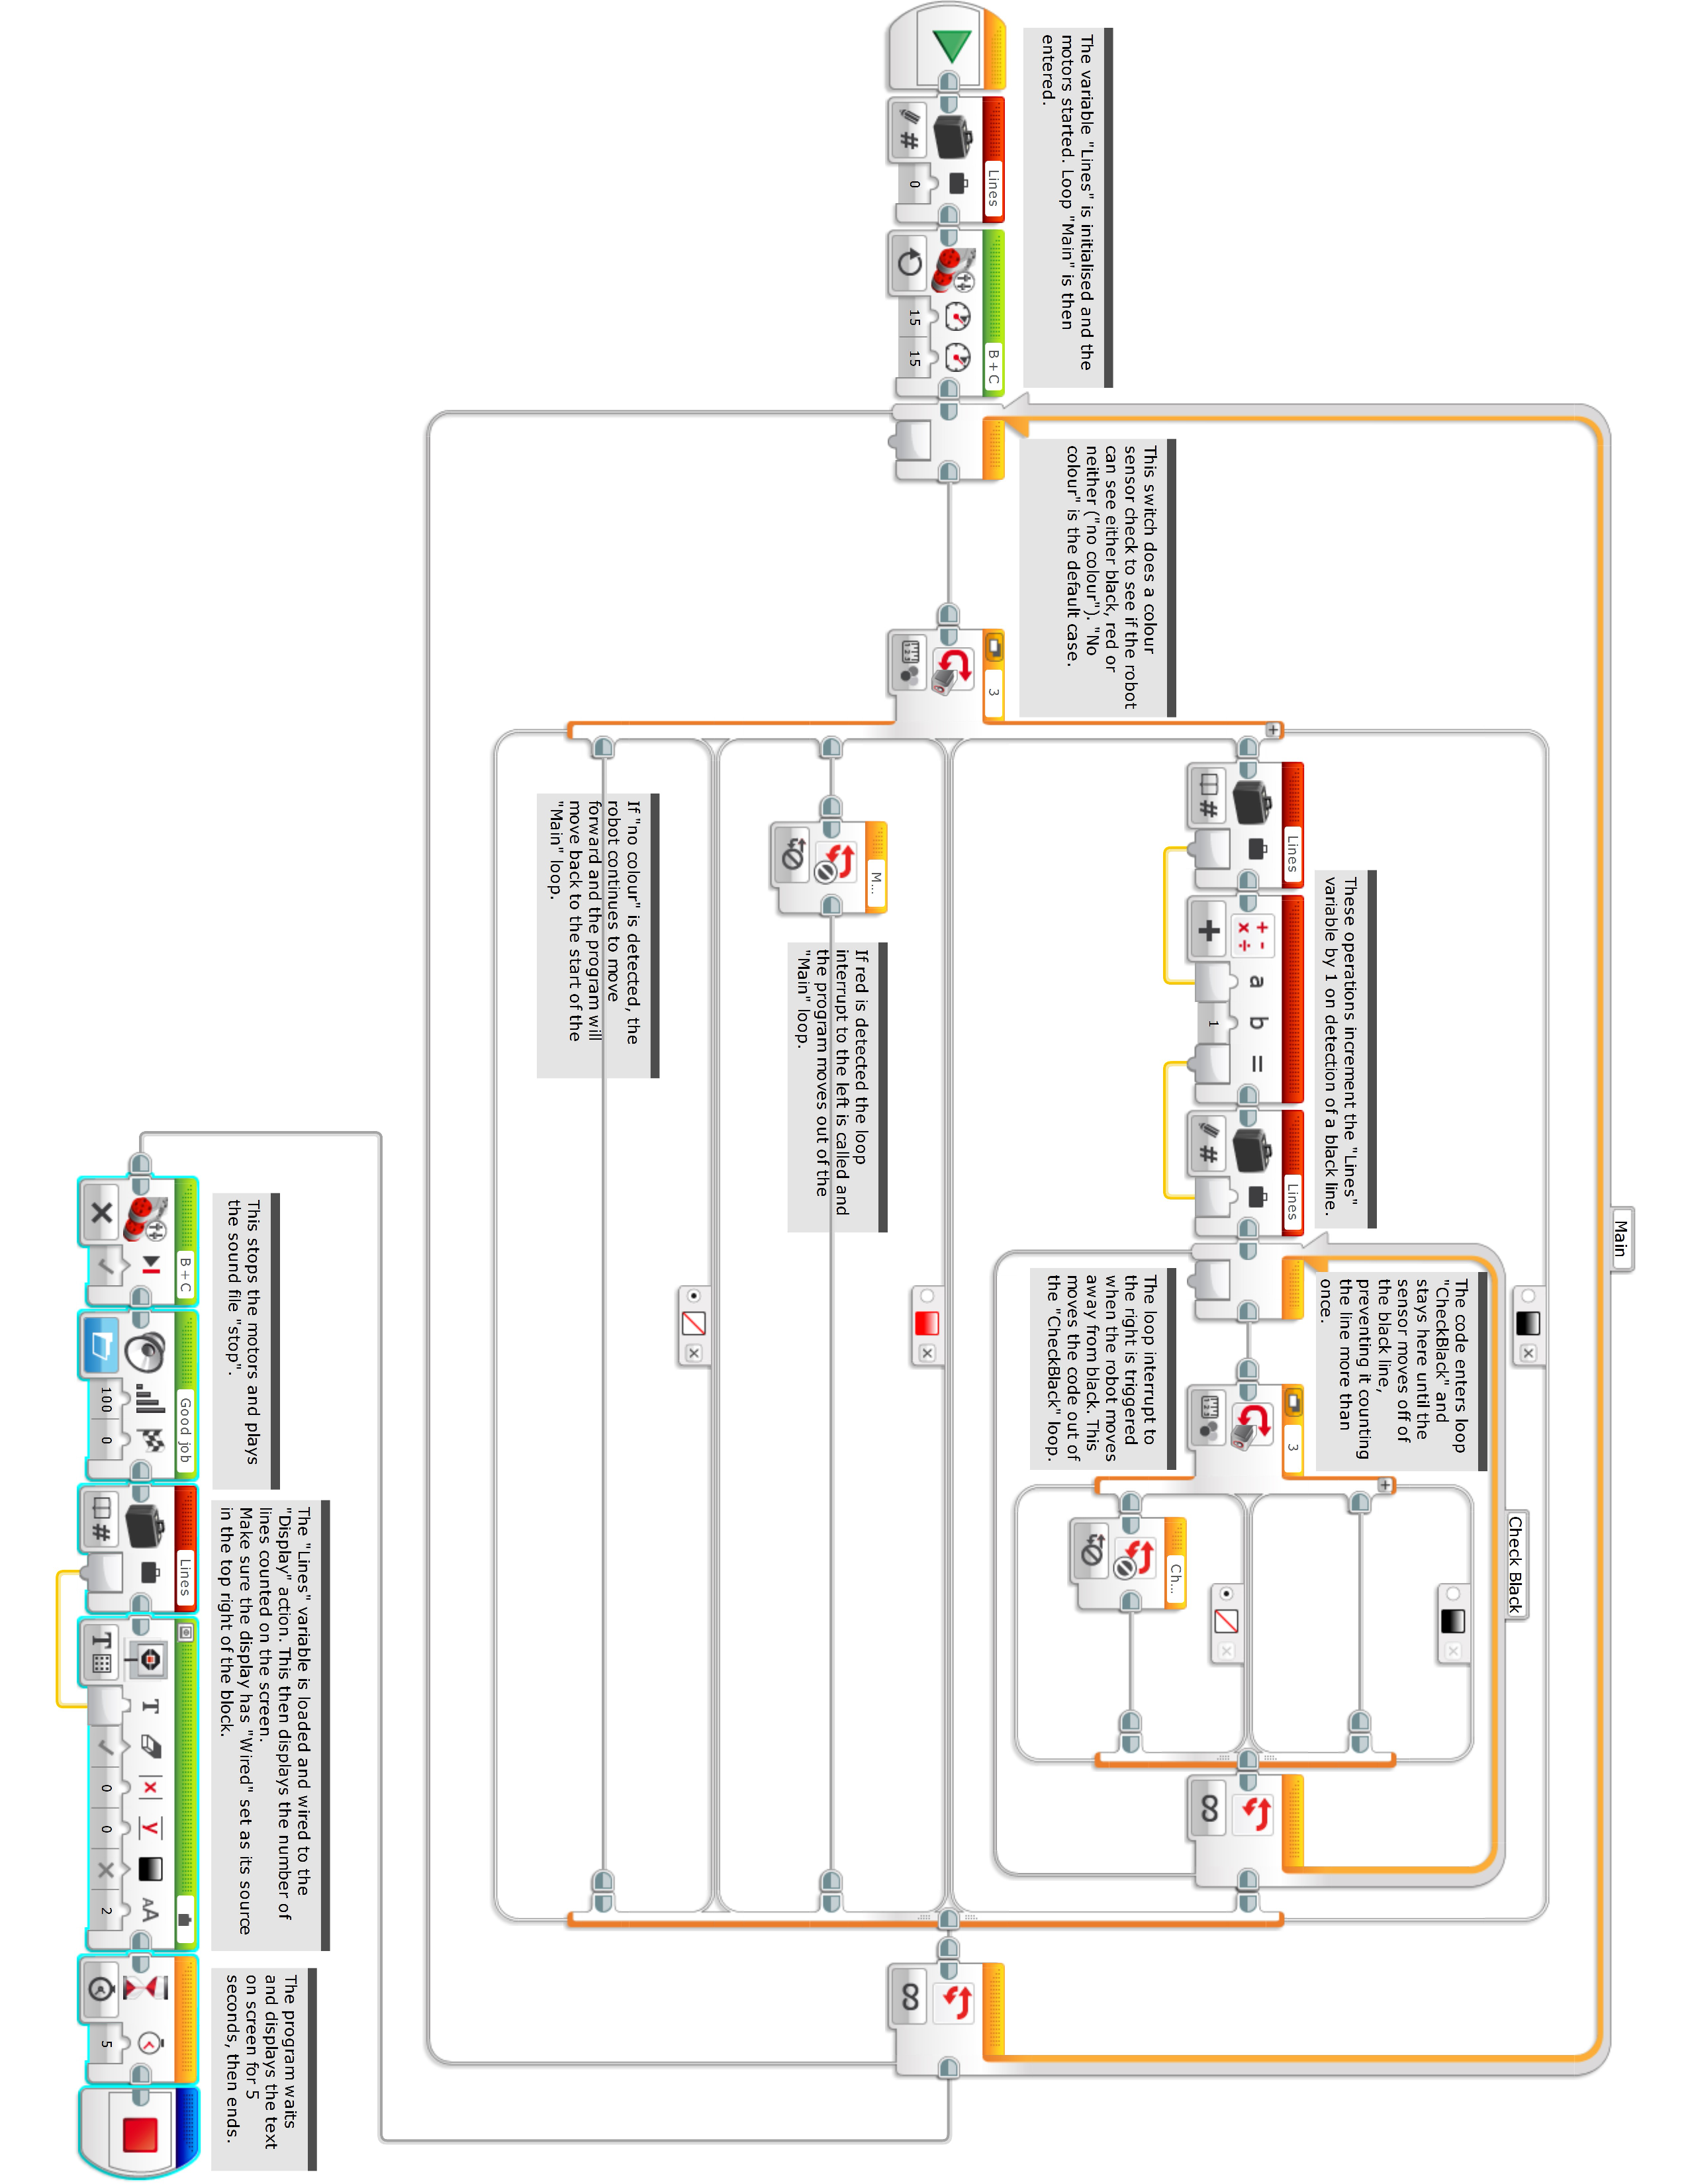 Main
The variable "Lines" is initialised and the
motors started. Loop "Main" is then
entered.
Lines
0
B + C
15
15
This switch does a colour
sensor check to see if the robot
can see either black, red or
neither ("no colour"). "No
colour" is the default case.
3
Lines
These operations increment the "Lines"
variable by 1 on detection of a black line.
a
b
=
1
Lines
Check Black
The code enters loop
"CheckBlack" and
stays here until the
sensor moves off of
the black line,
preventing it counting
the line more than
once.
The loop interrupt to
the right is triggered
when the robot moves
away from black. This
moves the code out of
the "CheckBlack" loop.
3
Ch...
M...
If red is detected the loop
interrupt to the left is called and
the program moves out of the
"Main" loop.
If "no colour" is detected, the
robot continues to move
forward and the program will
move back to the start of the
"Main" loop.
This stops the motors and plays
the sound file "stop".
The "Lines" variable is loaded and wired to the
"Display" action. This then displays the number of
lines counted on the screen.
Make sure the display has "Wired" set as its source
in the top right of the block.
The program waits
and displays the text
on screen for 5
seconds, then ends.
B + C
Good job
100
0
Lines
T
T
x
y
AA
0
0
2
5